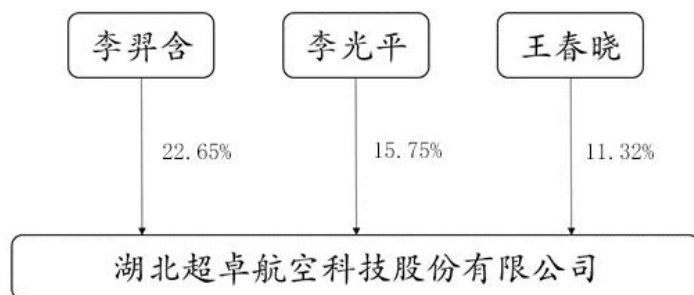 李羿含 李光平 王春晓
22.65% 15.75% 11.32%
湖北超卓航空科技股份有限公司